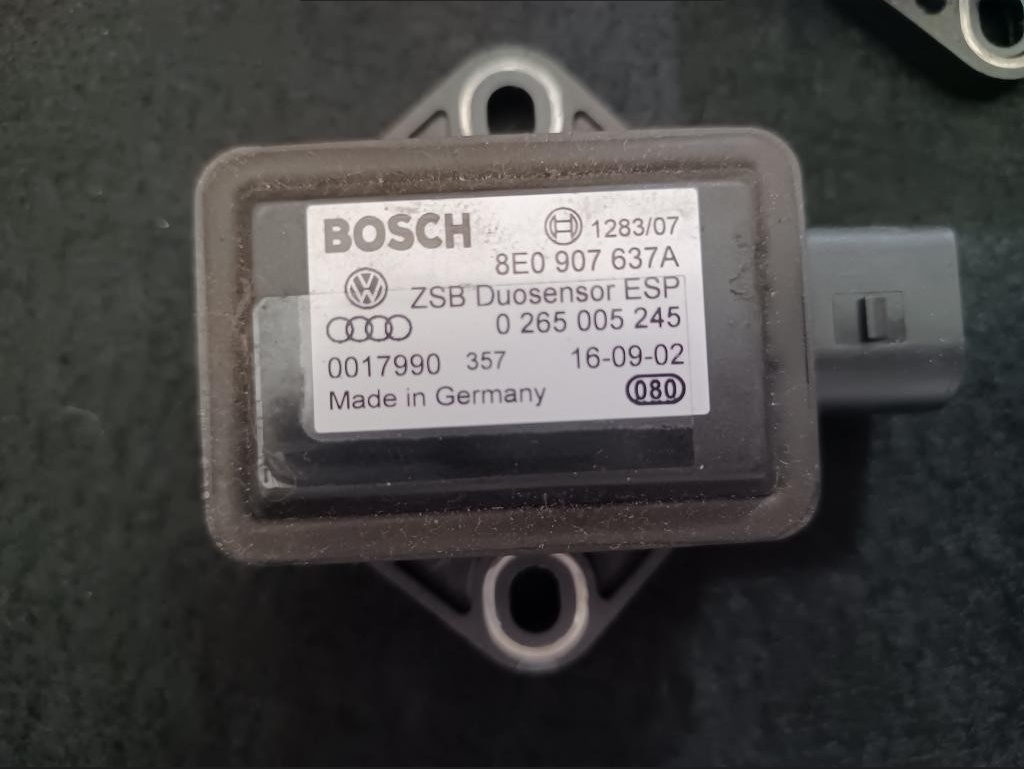 BOSCH 1283/07
8E0 907 637A
ZSB Duosensor ESP
0 265 005 245
0017990 357 16-09-02
Made in Germany 080